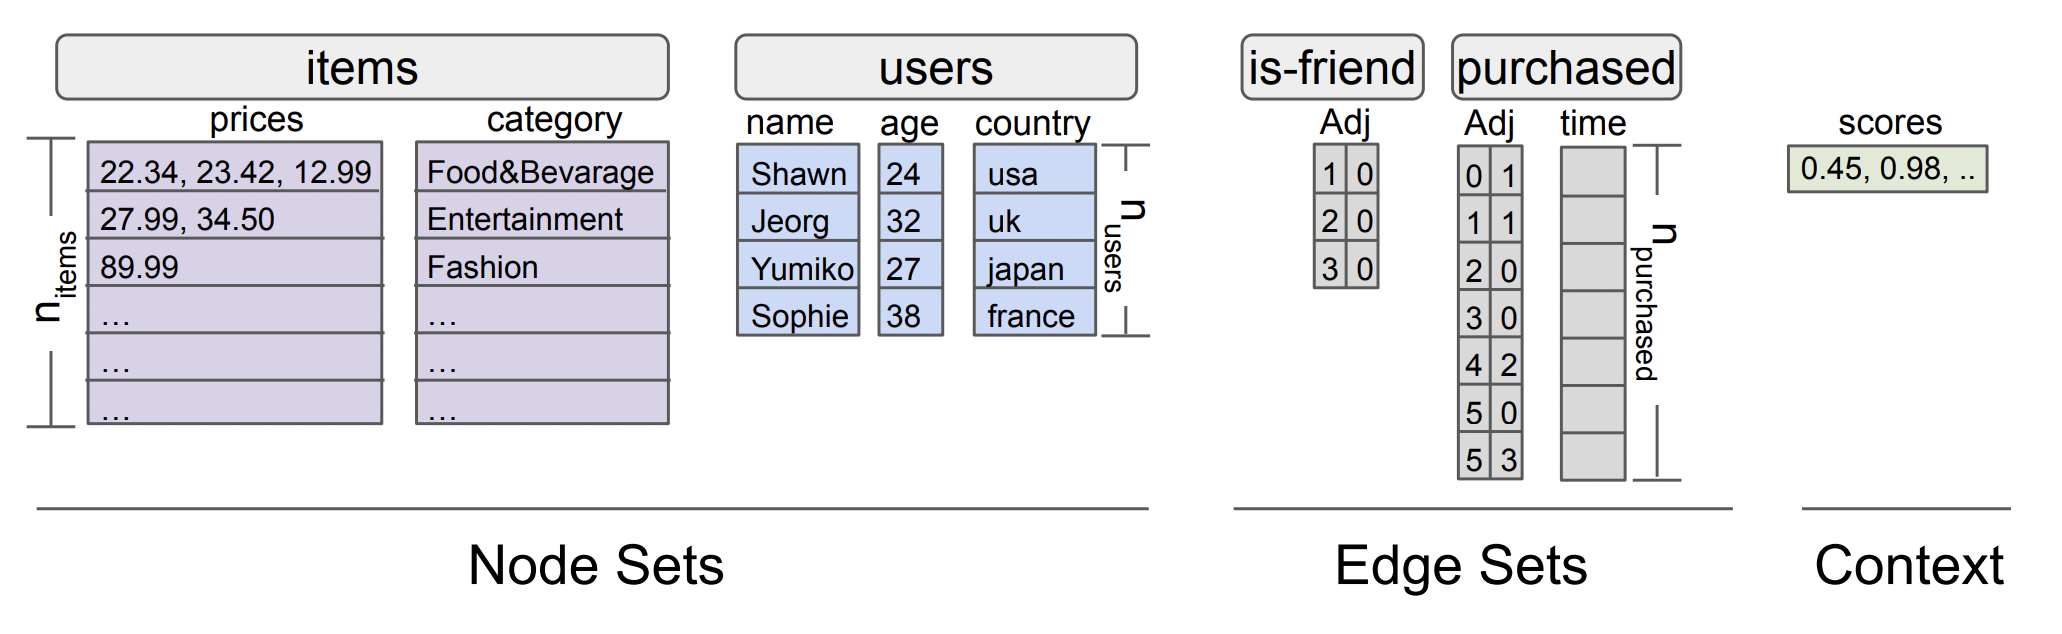 items
prices
category
22.34, 23.42, 12.99
Food&Bevarage
27.99, 34.50
Entertainment
89.99
Fashion
...
...
...
...
...
...
n items
users
name
age
country
Shawn
24
usa
Jeorg
32
uk
Yumiko
27
japan
Sophie
38
france
n users
is-friend
Adj
1 0
2 0
3 0
purchased
Adj
time
0 1
1 1
2 0
3 0
4 2
5 0
5 3
n purchased
scores
0.45, 0.98, ..
Node Sets
Edge Sets
Context